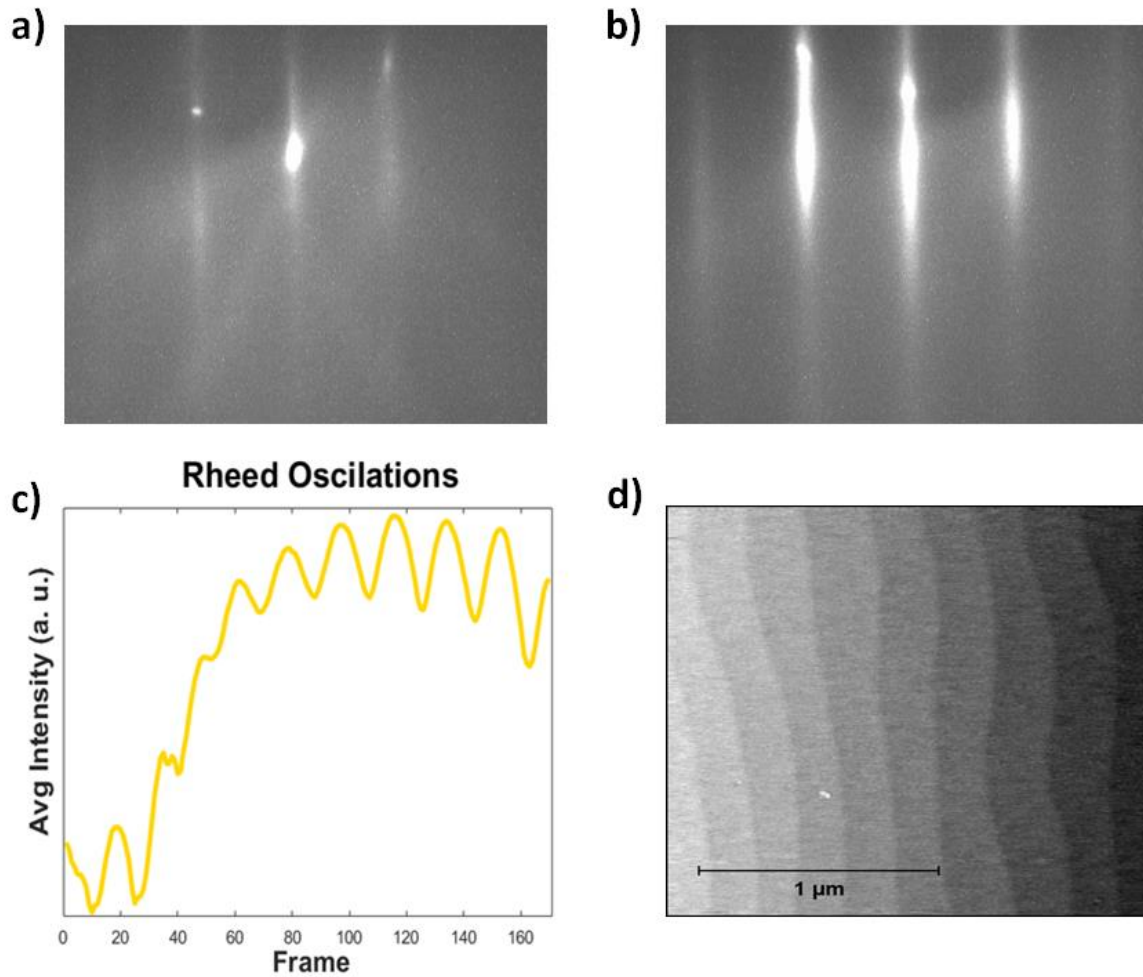 a)
b)
Rheed Oscilations
c)
Avg Intensity (a. u.)
0 20 40 60 80 100 120 140 160
Frame
d)
1 μm